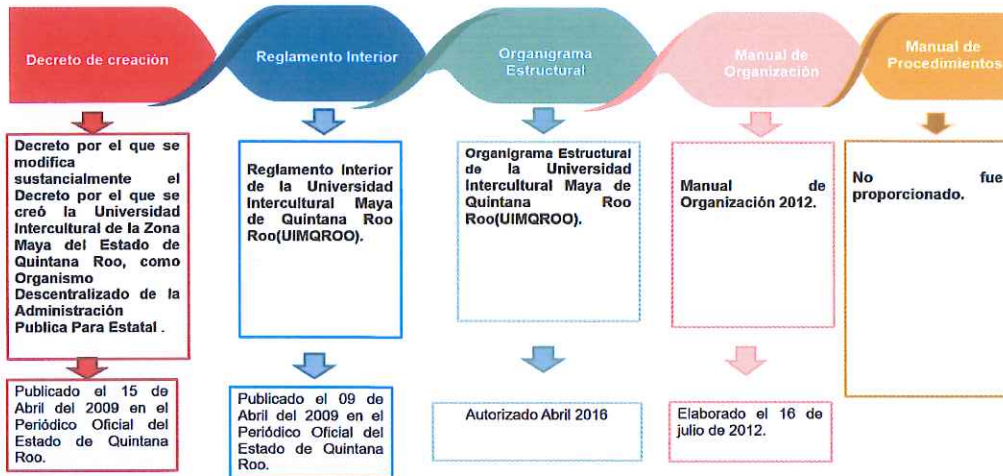 Decreto de creación
Reglamento Interior
Organigrama
Estructural
Manual de
Organización
Manual de
Procedimientos
Decreto por el que se
modifica
sustancialmente el
Decreto por el que se
creó la Universidad
Intercultural de la Zona
Maya del Estado de
Quintana Roo, como
Organismo
Descentralizado de la
Administración
Publica Para Estatal .
Reglamento Interior
de la Universidad
Intercultural Maya
de Quintana Roo
Roo(UIMQROO).
Organigrama Estructural
de la Universidad
Intercultural Maya de
Quintana Roo
Roo(UIMQROO).
Manual de
Organización 2012.
No fue
proporcionado.
Publicado el 15 de
Abril del 2009 en el
Periódico Oficial del
Estado de Quintana
Roo.
Publicado el 09 de
Abril del 2009 en el
Periódico Oficial del
Estado de Quintana
Roo.
Autorizado Abril 2016
Elaborado el 16 de
julio de 2012.